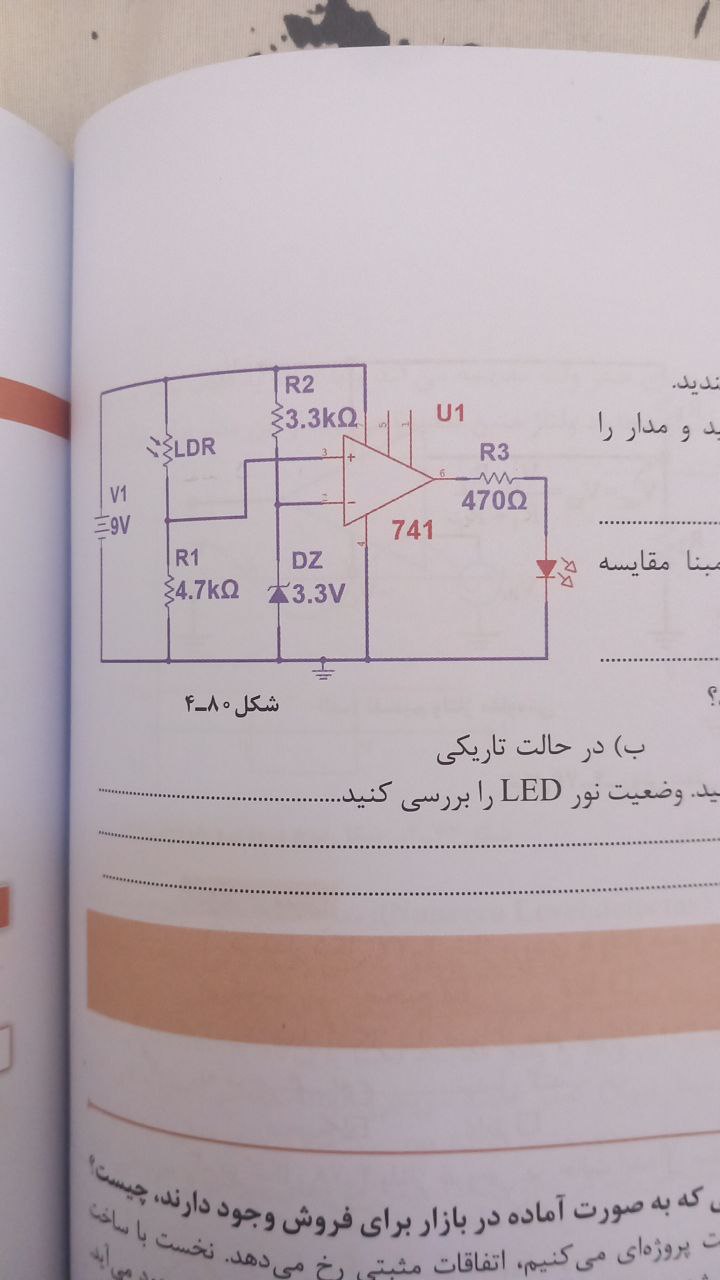 ندید.
ید و مدار را
R2
3.3kΩ
U1
LDR
3
7
5
1
R3
+
6
2
−
470Ω
V1
9V
741
4
R1
4.7kΩ
DZ
3.3V
مبنا مقایسه
شکل ۸۰ـ۴
ب) در حالت تاریکی
ید. وضعیت نور LED را بررسی کنید
که به صورت آماده در بازار برای فروش وجود دارند، چیست؟
پروژه‌ای می‌کنیم، اتفاقات مثبتی رخ می‌دهد. نخست با ساخت